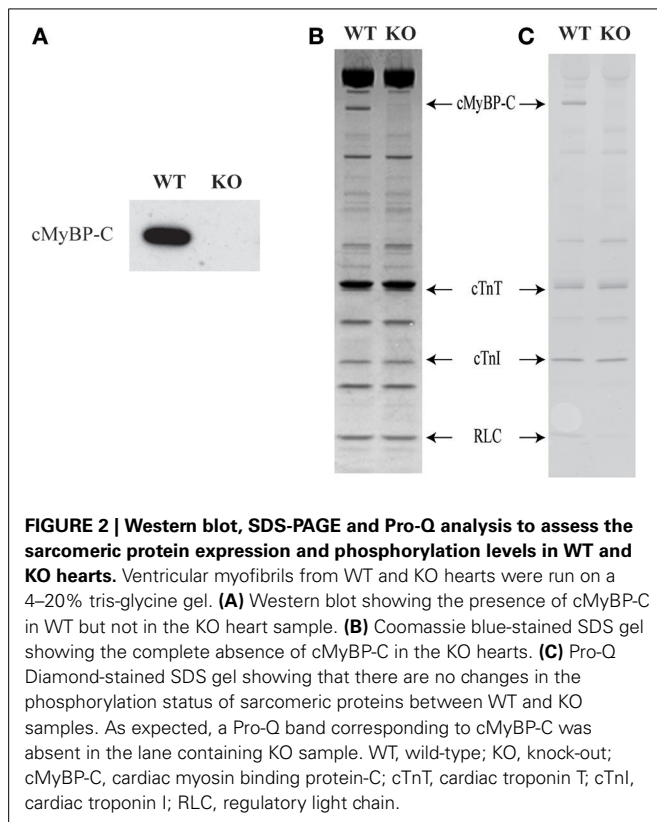 A
B
C
WT KO
WT KO
WT KO
cMyBP-C
cMyBP-C
cTnT
cTnI
RLC
FIGURE 2 | Western blot, SDS-PAGE and Pro-Q analysis to assess the
sarcomeric protein expression and phosphorylation levels in WT and
KO hearts. Ventricular myofibrils from WT and KO hearts were run on a
4–20% tris-glycine gel. (A) Western blot showing the presence of cMyBP-C
in WT but not in the KO heart sample. (B) Coomassie blue-stained SDS gel
showing the complete absence of cMyBP-C in the KO hearts. (C) Pro-Q
Diamond-stained SDS gel showing that there are no changes in the
phosphorylation status of sarcomeric proteins between WT and KO
samples. As expected, a Pro-Q band corresponding to cMyBP-C was
absent in the lane containing KO sample. WT, wild-type; KO, knock-out;
cMyBP-C, cardiac myosin binding protein-C; cTnT, cardiac troponin T; cTnI,
cardiac troponin I; RLC, regulatory light chain.